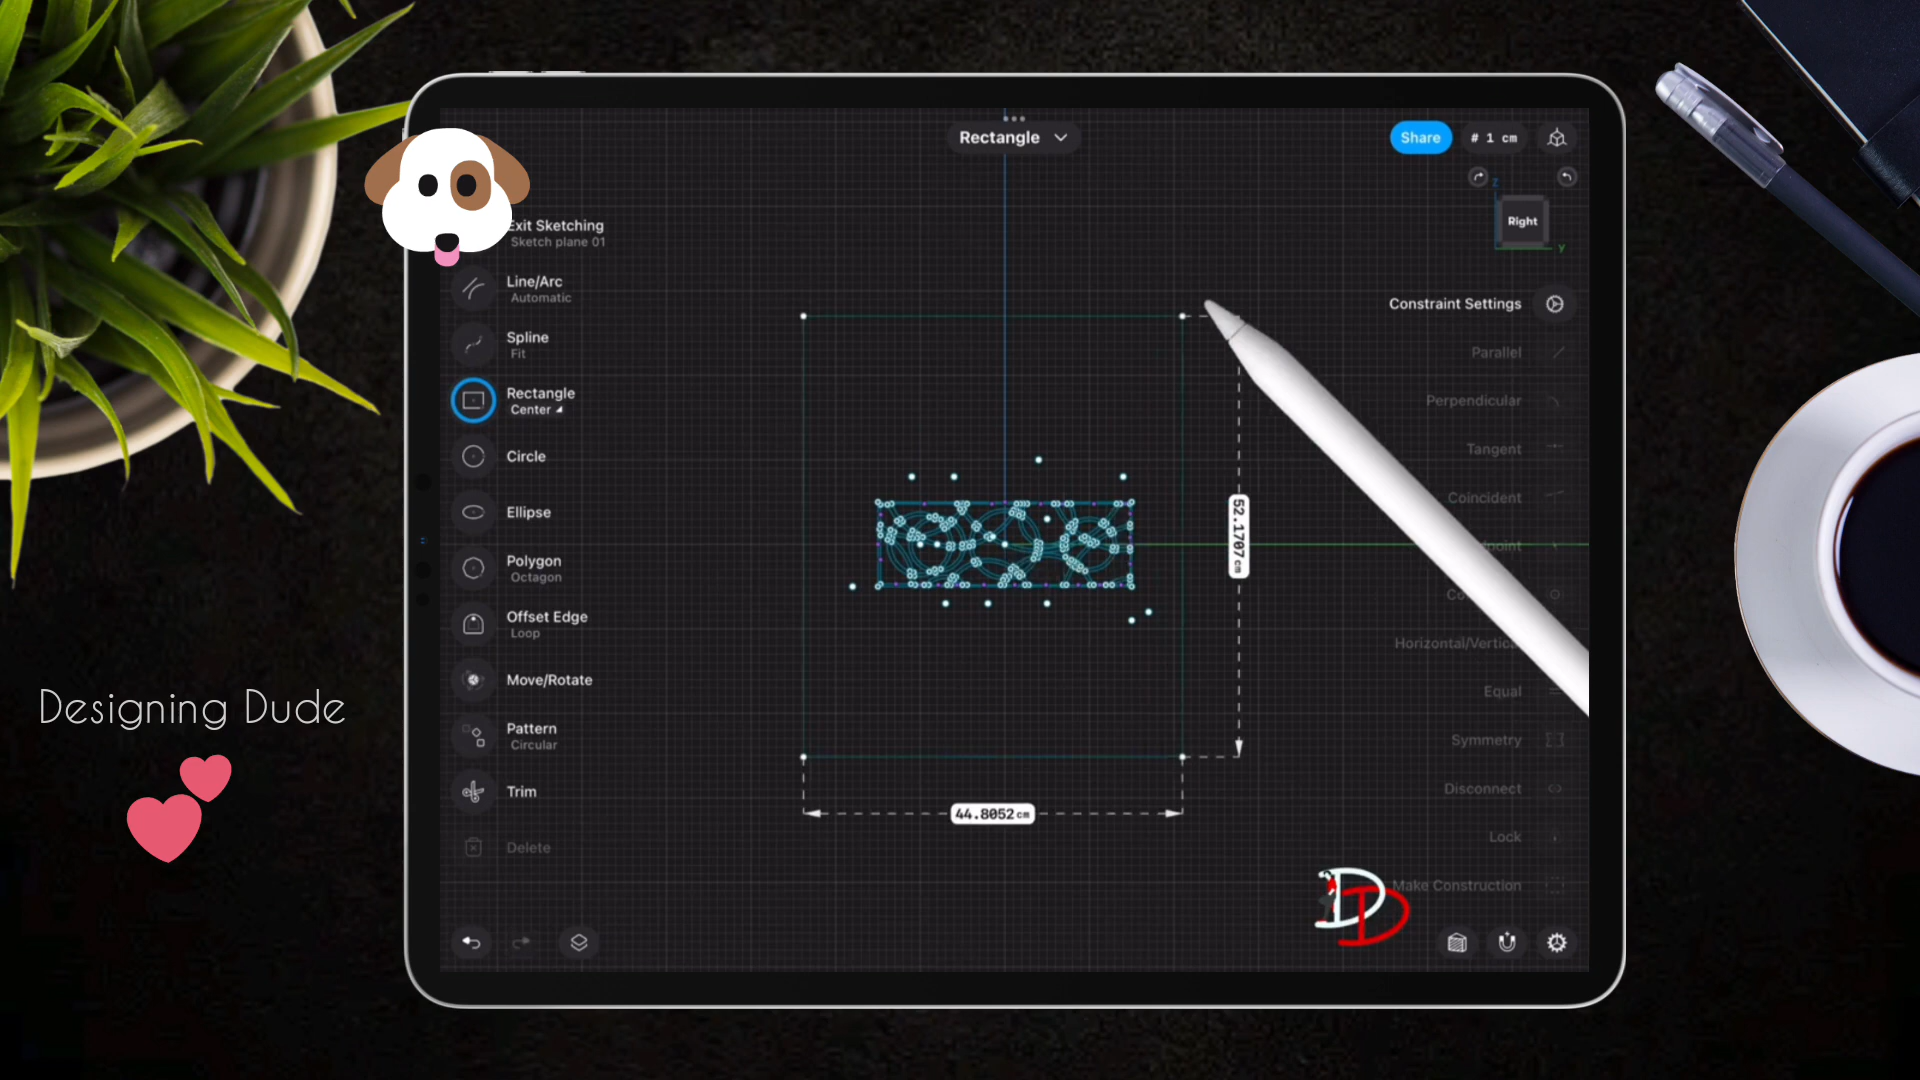 Rectangle
Share
# 1 cm
Z
Right
Y
Exit Sketching
Sketch plane 01
Line/Arc
Automatic
Spline
Fit
Rectangle
Center
Circle
Ellipse
Polygon
Octagon
Offset Edge
Loop
Move/Rotate
Pattern
Circular
Trim
Delete
Constraint Settings
Parallel
Perpendicular
Tangent
Coincident
Horizontal/Vertic
Equal
Symmetry
Disconnect
Lock
Make Construction
52.1707 cm
44.8052 cm
Designing Dude
DD